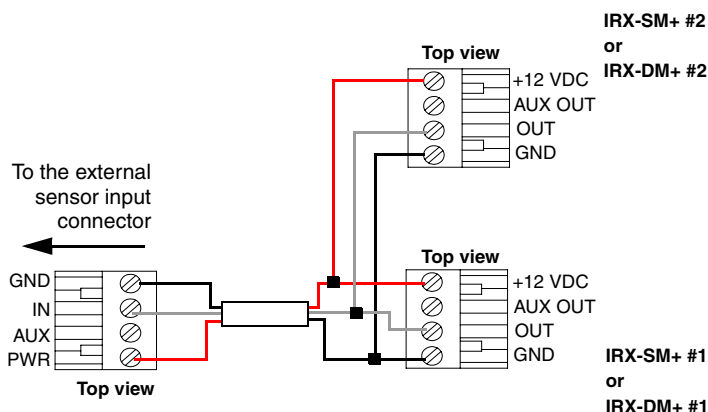 IRX-SM+ #2
or
IRX-DM+ #2
Top view
+12 VDC
AUX OUT
OUT
GND
To the external
sensor input
connector
GND
IN
AUX
PWR
Top view
Top view
+12 VDC
AUX OUT
OUT
GND
IRX-SM+ #1
or
IRX-DM+ #1